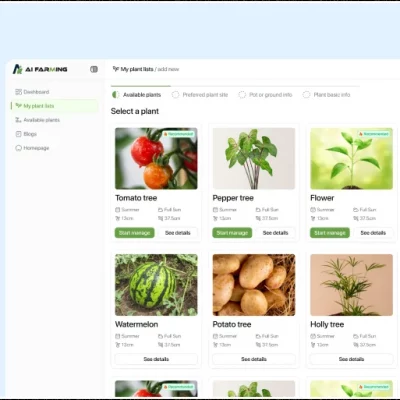 AI FARMING
My plant lists / add new
Dashboard
My plant lists
Available plants
Blogs
Homepage
Available plants
Preferred plant site
Pot or ground info
Plant basic info
Select a plant
Recommended
Recommended
Tomato tree
Pepper tree
Flower
Summer
Full Sun
Summer
Full Sun
Summer
Full Sun
13cm
37.5cm
13cm
37.5cm
13cm
37.5cm
Start manage
See details
Start manage
See details
Start manage
See details
Watermelon
Potato tree
Holly tree
Summer
Full Sun
Summer
Full Sun
Summer
Full Sun
13cm
37.5cm
13cm
37.5cm
13cm
37.5cm
See details
See details
See details
Recommended
Recommended